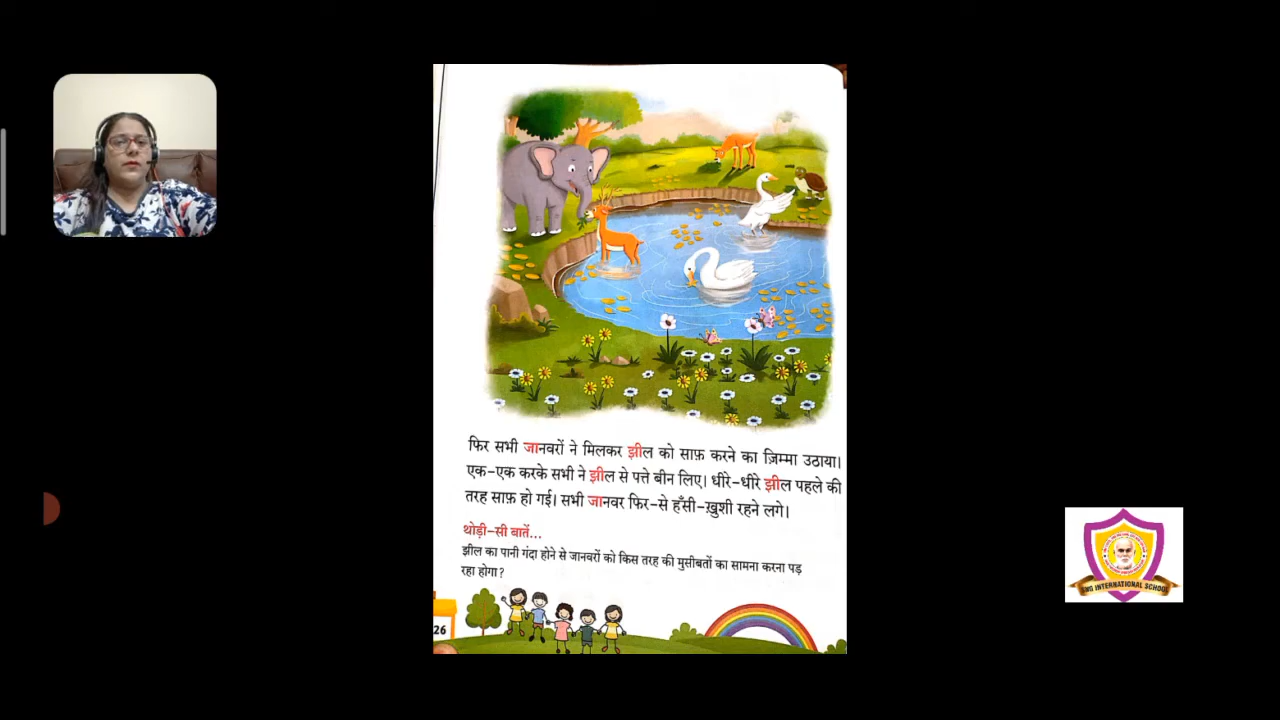 फिर सभी जानवरों ने मिलकर झील को साफ़ करने का ज़िम्मा उठाया।
एक-एक करके सभी ने झील से पत्ते बीन लिए। धीरे-धीरे झील पहले की
तरह साफ़ हो गई। सभी जानवर फिर-से हँसी-ख़ुशी रहने लगे।
थोड़ी-सी बातें...
झील का पानी गंदा होने से जानवरों को किस तरह की मुसीबतों का सामना करना पड़
रहा होगा?
26
INTERNATIONAL SCHOOL